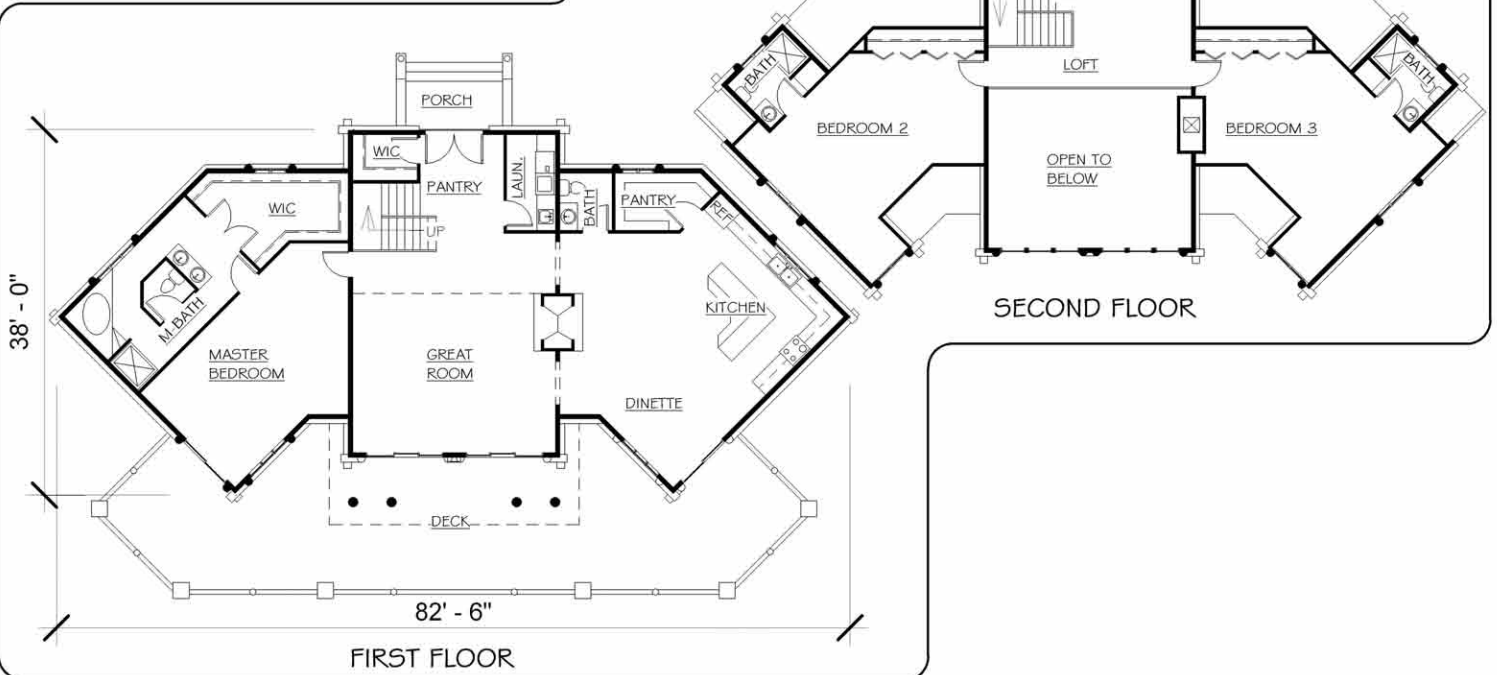 PORCH
WIC
PANTRY
LAUN.
UP
BATH
PANTRY
REF
WIC
M-BATH
MASTER
BEDROOM
GREAT
ROOM
KITCHEN
DINETTE
DECK
38' - 0"
82' - 6"
FIRST FLOOR
BATH
LOFT
BATH
BEDROOM 2
BEDROOM 3
OPEN TO
BELOW
SECOND FLOOR